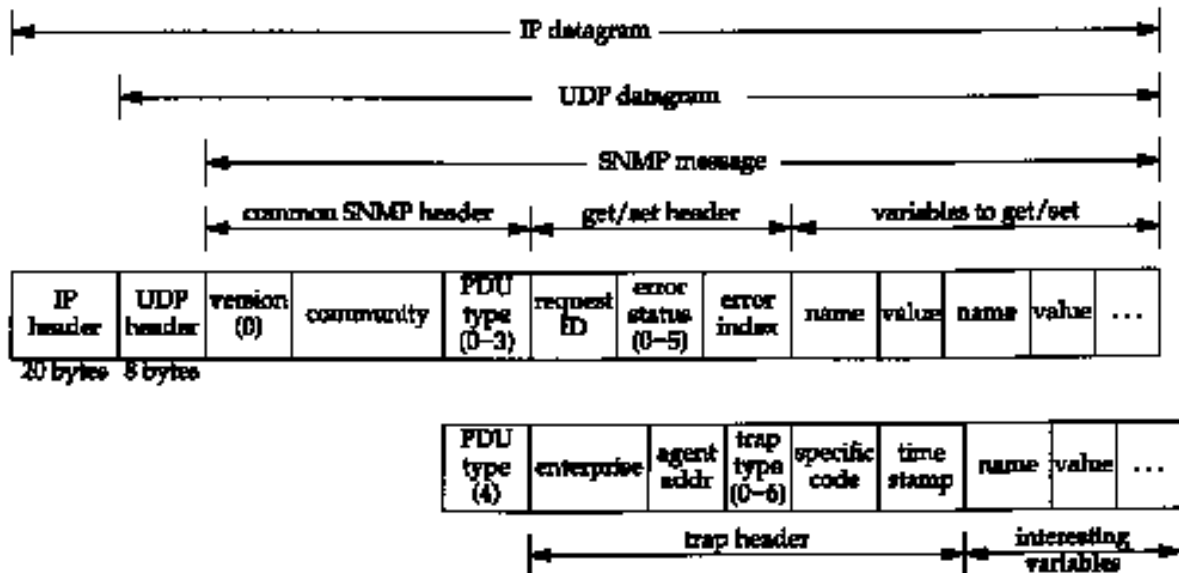 IP datagram
UDP datagram
SNMP message
common SNMP header get/set header variables to get/set
IP header UDP header version (0) community PDU type (0-3) request ID error status (0-5) error index name value name value ...
20 bytes 8 bytes
PDU type (4) enterprise agent addr trap type (0-6) specific code time stamp name value ...
trap header interesting variables